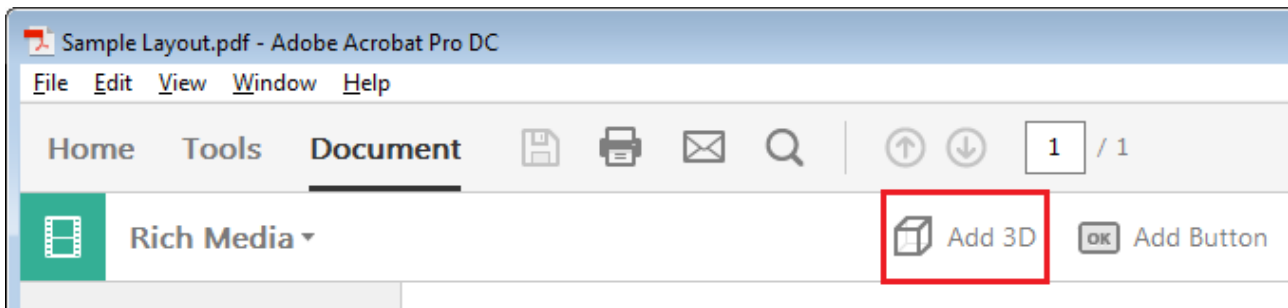 Sample Layout.pdf - Adobe Acrobat Pro DC
File Edit View Window Help
Home Tools Document 1 / 1
Rich Media Add 3D OK Add Button